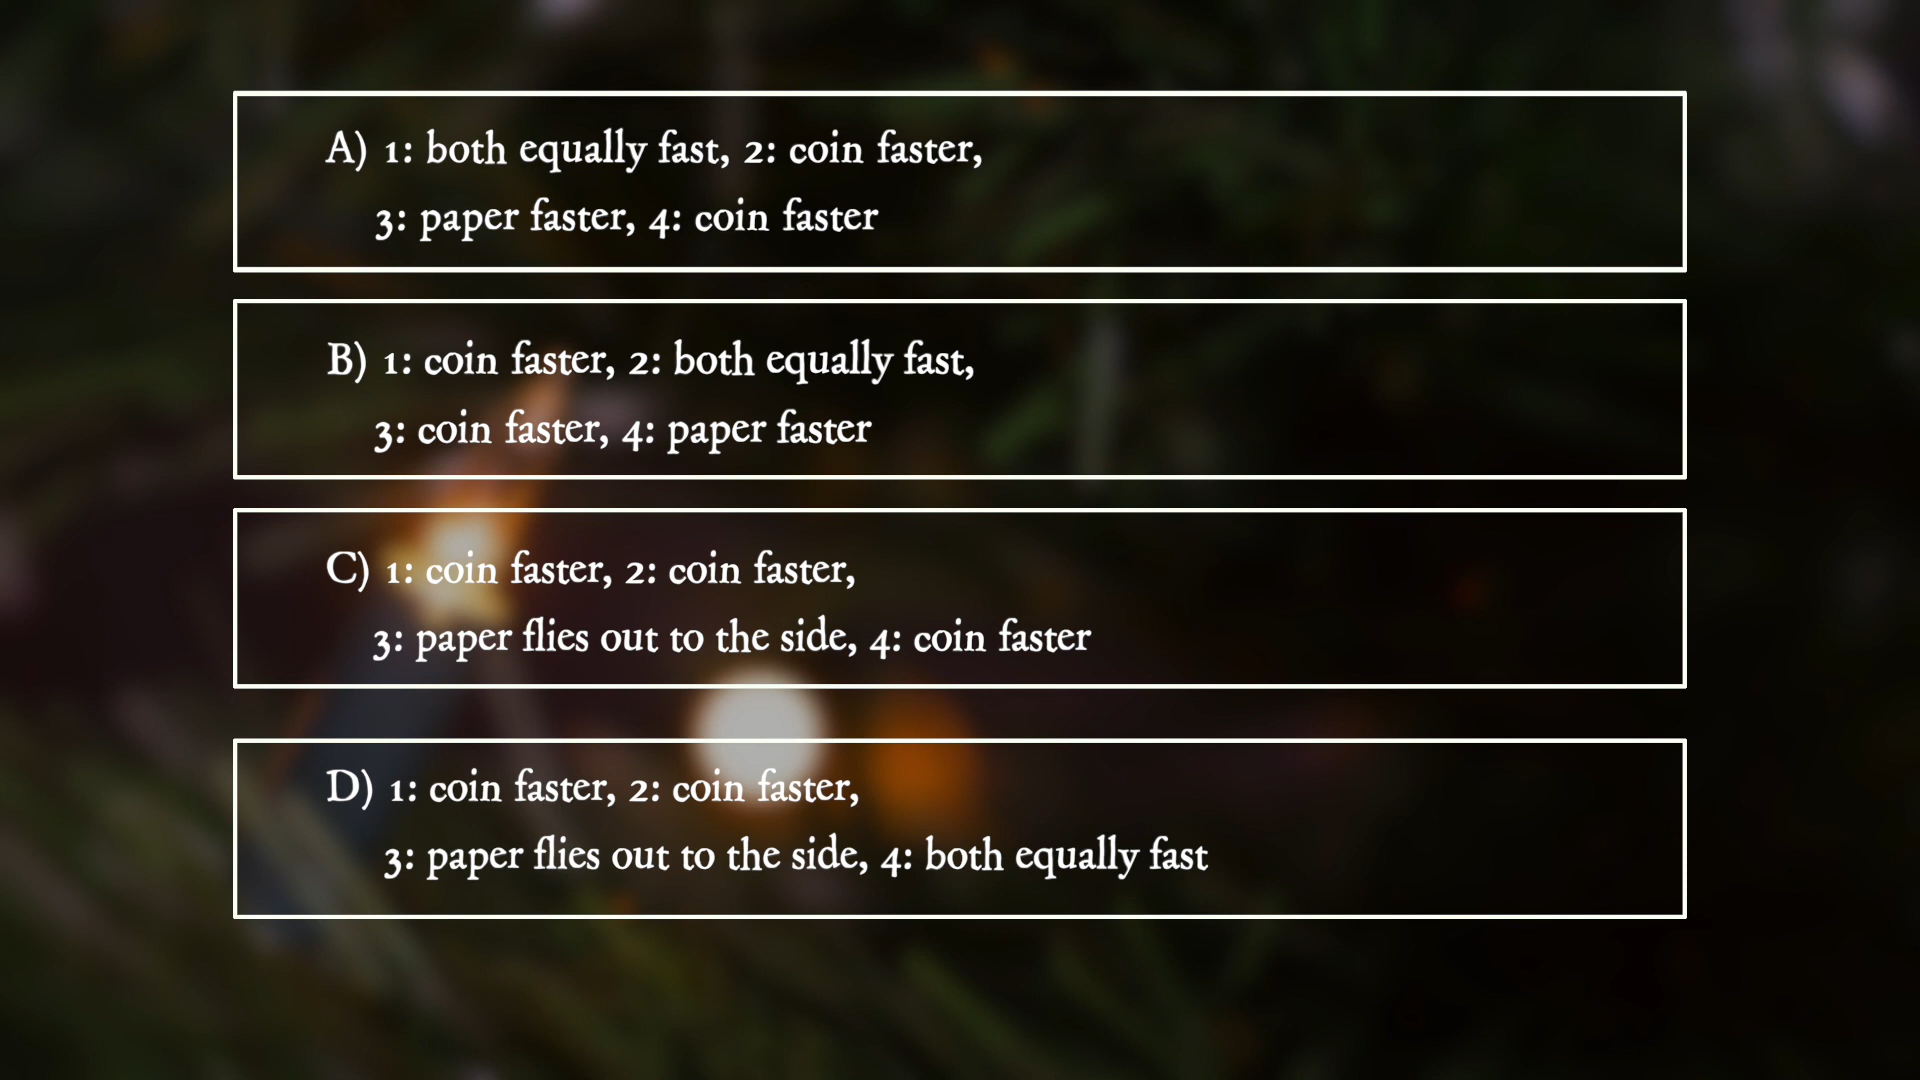 A) 1: both equally fast, 2: coin faster,
3: paper faster, 4: coin faster
B) 1: coin faster, 2: both equally fast,
3: coin faster, 4: paper faster
C) 1: coin faster, 2: coin faster,
3: paper flies out to the side, 4: coin faster
D) 1: coin faster, 2: coin faster,
3: paper flies out to the side, 4: both equally fast